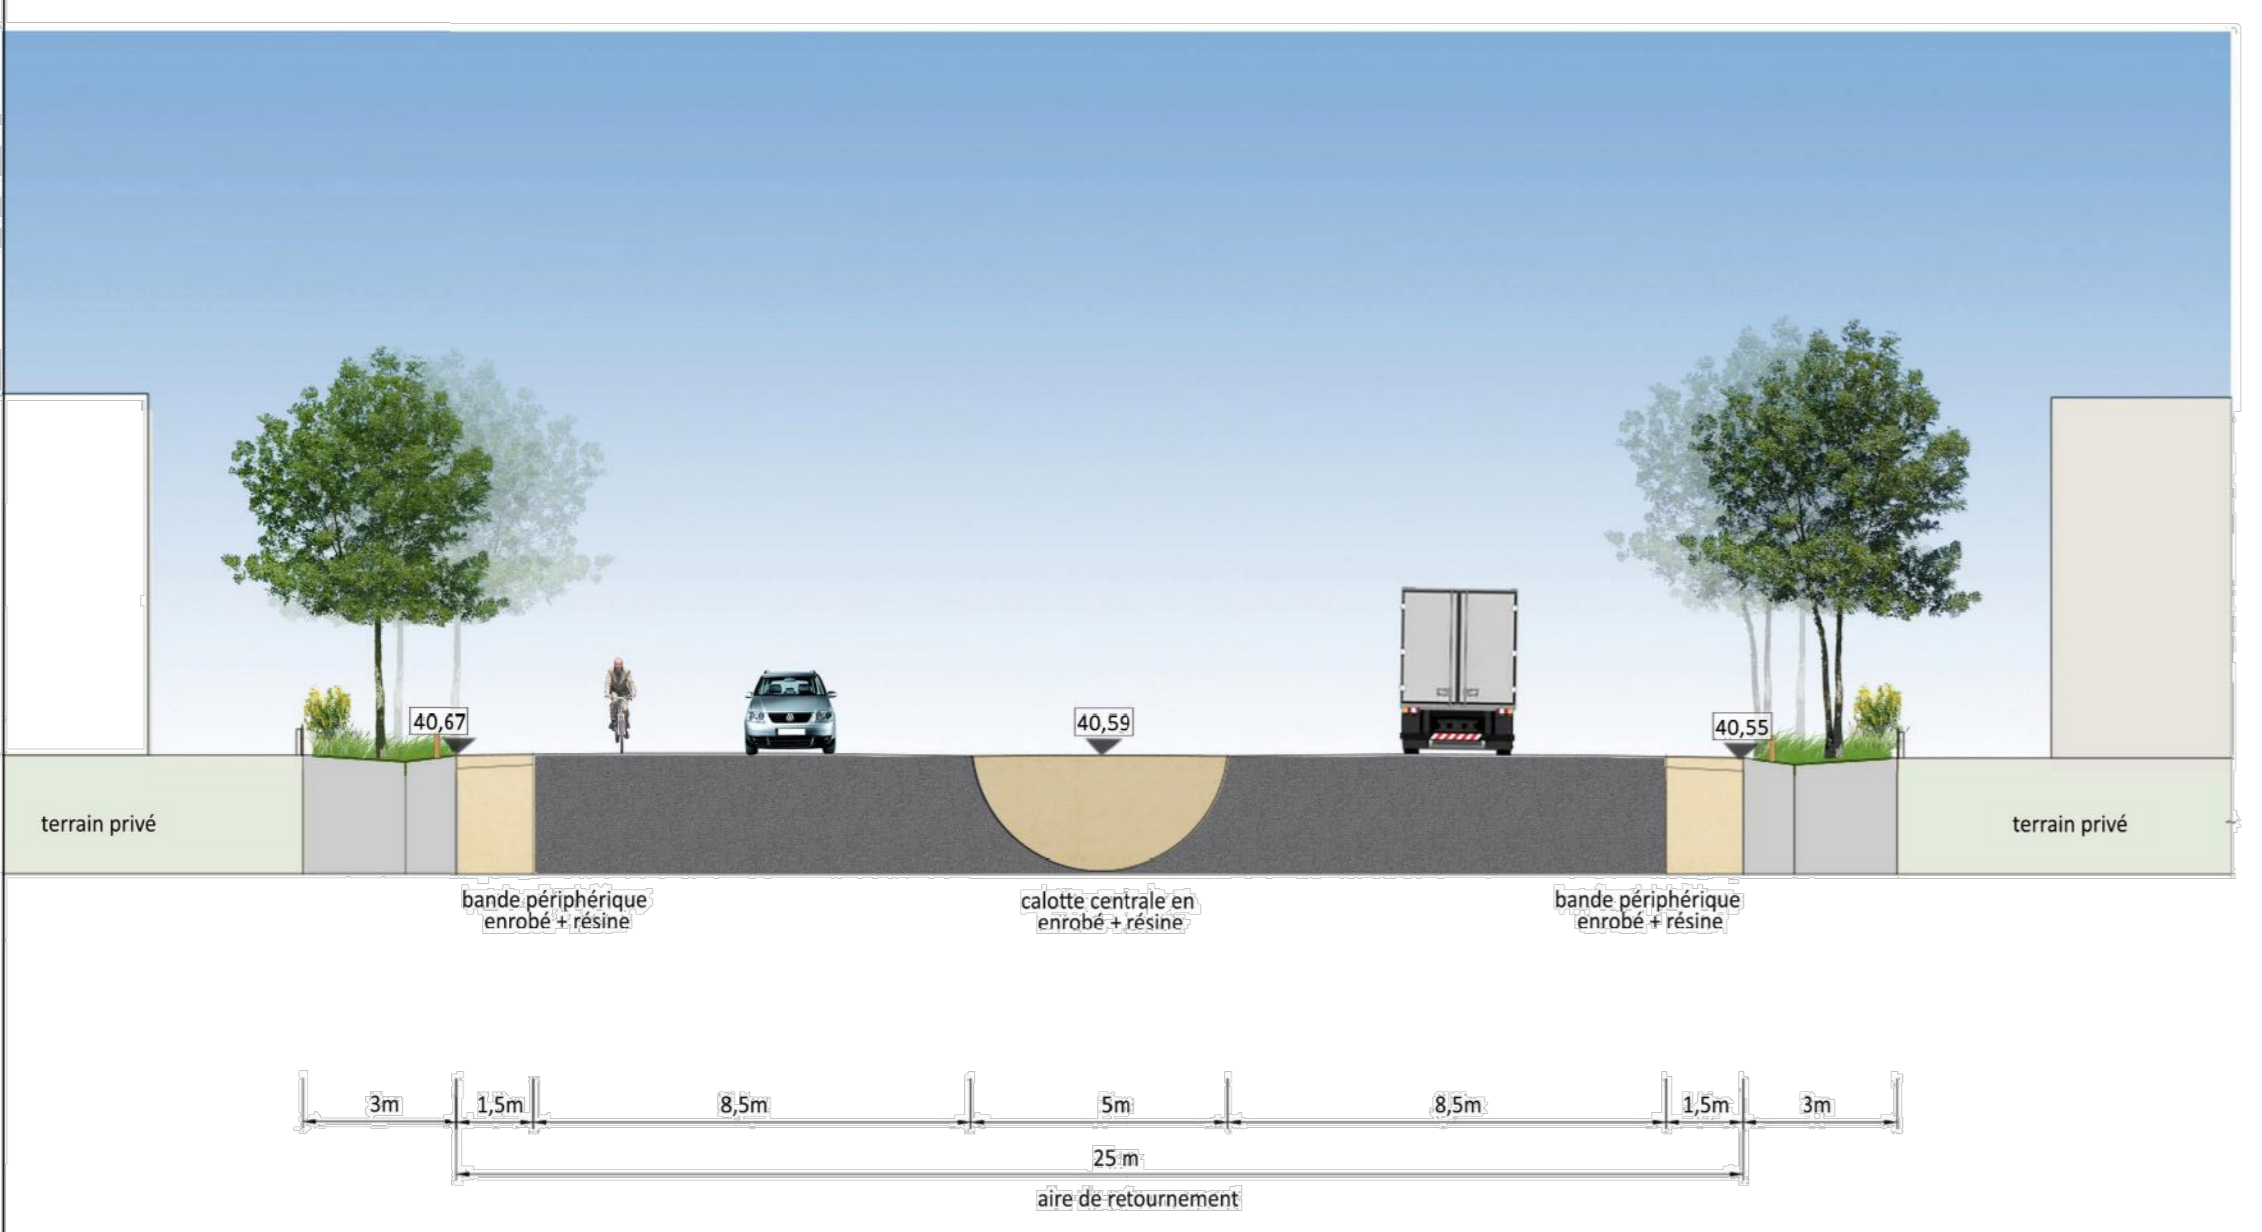 40,67
40,59
40,55
terrain privé
terrain privé
bande périphérique
enrobé + résine
calotte centrale en
enrobé + résine
bande périphérique
enrobé + résine
3m
1,5m
8,5m
5m
8,5m
1,5m
3m
25 m
aire de retournement